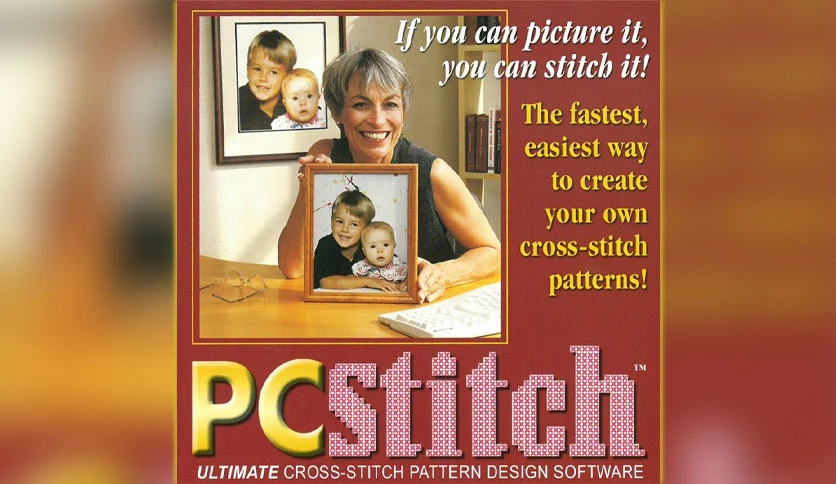 If you can picture it,
you can stitch it!
The fastest,
easiest way
to create
your own
cross-stitch
patterns!
PCStitch™
ULTIMATE CROSS-STITCH PATTERN DESIGN SOFTWARE